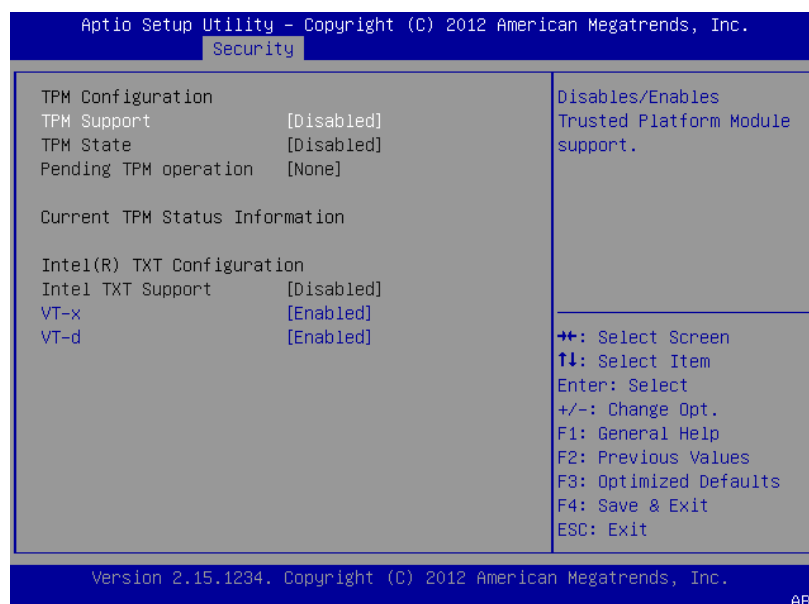 Aptio Setup Utility – Copyright (C) 2012 American Megatrends, Inc.
Security
TPM Configuration
TPM Support [Disabled]
TPM State [Disabled]
Pending TPM operation [None]
Current TPM Status Information
Intel(R) TXT Configuration
Intel TXT Support [Disabled]
VT-x [Enabled]
VT-d [Enabled]
Disables/Enables
Trusted Platform Module
support.
→←: Select Screen
↑↓: Select Item
Enter: Select
+/-: Change Opt.
F1: General Help
F2: Previous Values
F3: Optimized Defaults
F4: Save & Exit
ESC: Exit
Version 2.15.1234. Copyright (C) 2012 American Megatrends, Inc.